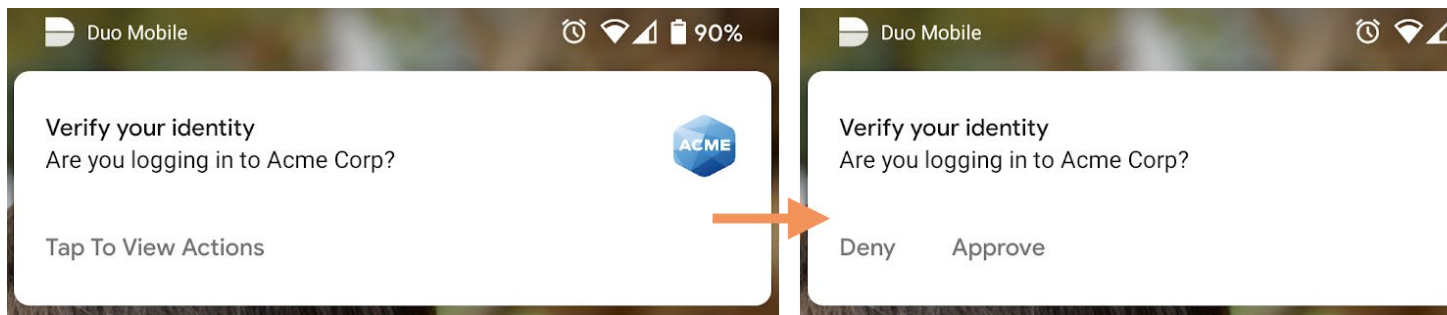 Duo Mobile
90%
Verify your identity
Are you logging in to Acme Corp?
ACME
Tap To View Actions
Duo Mobile
Verify your identity
Are you logging in to Acme Corp?
Deny Approve